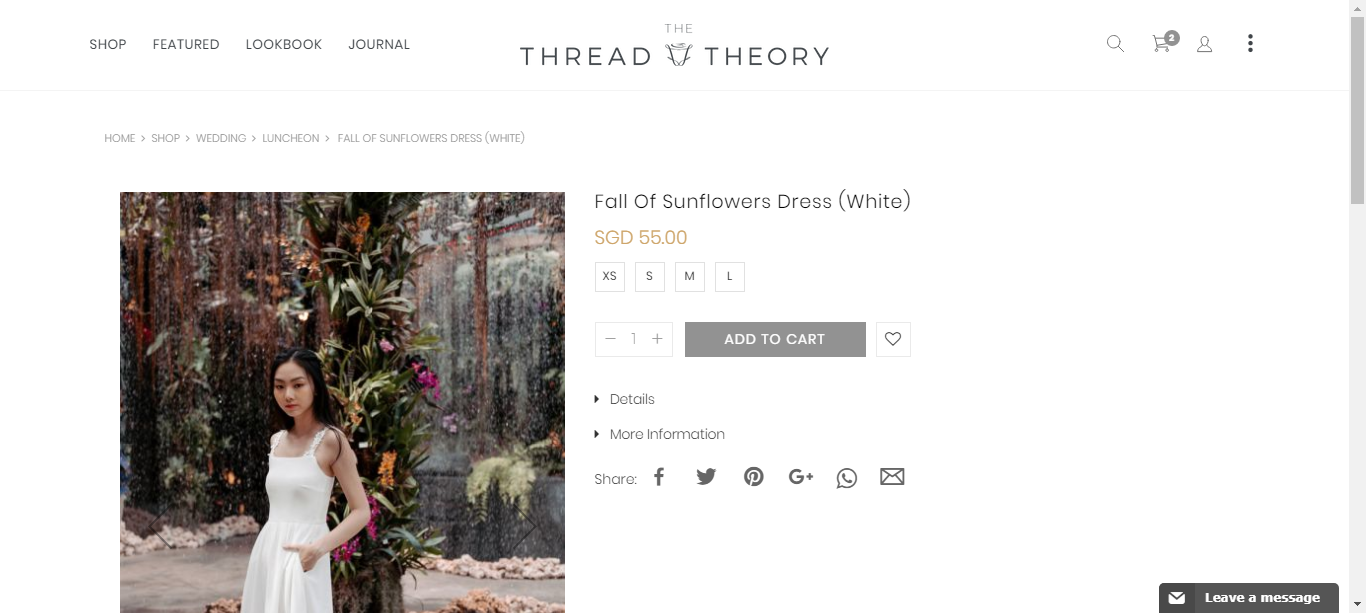 SHOP FEATURED LOOKBOOK JOURNAL
THE
THREAD THEORY
2
HOME > SHOP > WEDDING > LUNCHEON > FALL OF SUNFLOWERS DRESS (WHITE)
Fall Of Sunflowers Dress (White)
SGD 55.00
XS S M L
− 1 + ADD TO CART
Details
More Information
Share:
Leave a message